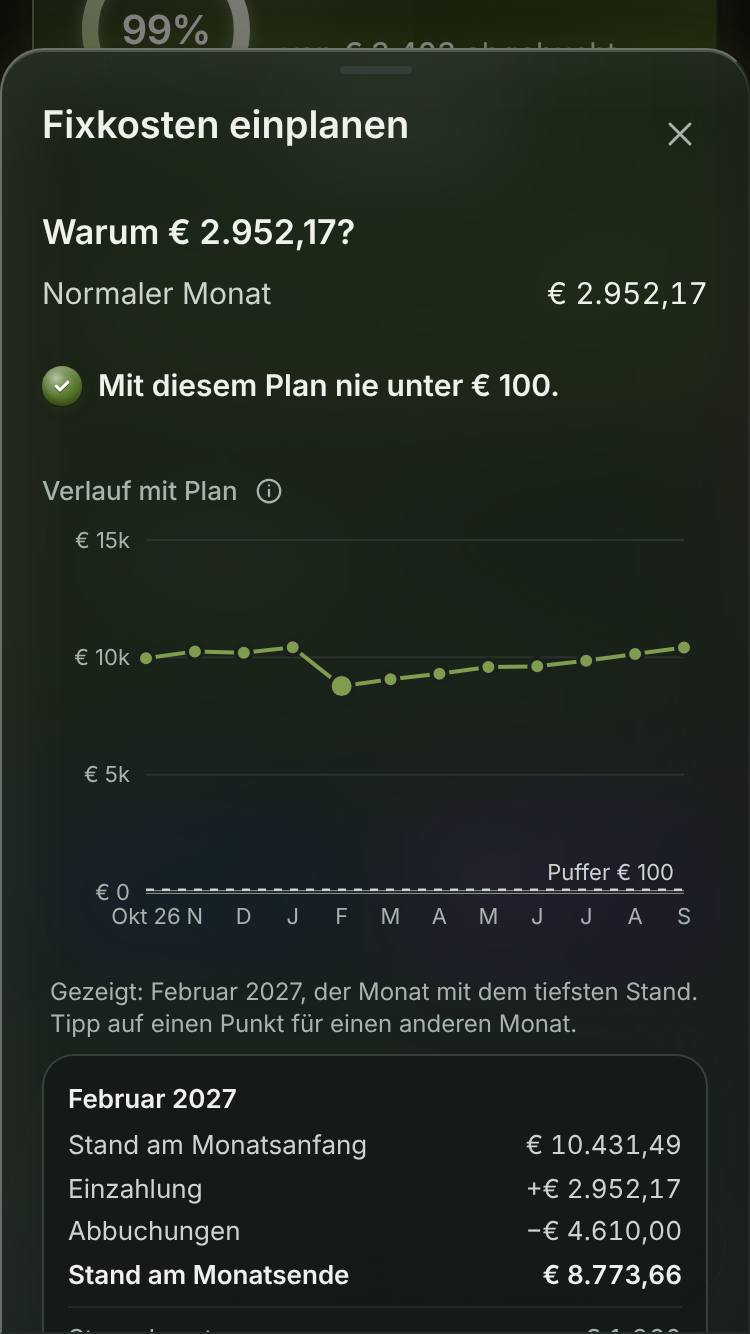 99%
Fixkosten einplanen
Warum € 2.952,17?
Normaler Monat € 2.952,17
Mit diesem Plan nie unter € 100.
Verlauf mit Plan
€ 15k
€ 10k
€ 5k
Puffer € 100
€ 0
Okt 26 N D J F M A M J J A S
Gezeigt: Februar 2027, der Monat mit dem tiefsten Stand.
Tipp auf einen Punkt für einen anderen Monat.
Februar 2027
Stand am Monatsanfang € 10.431,49
Einzahlung +€ 2.952,17
Abbuchungen −€ 4.610,00
Stand am Monatsende € 8.773,66